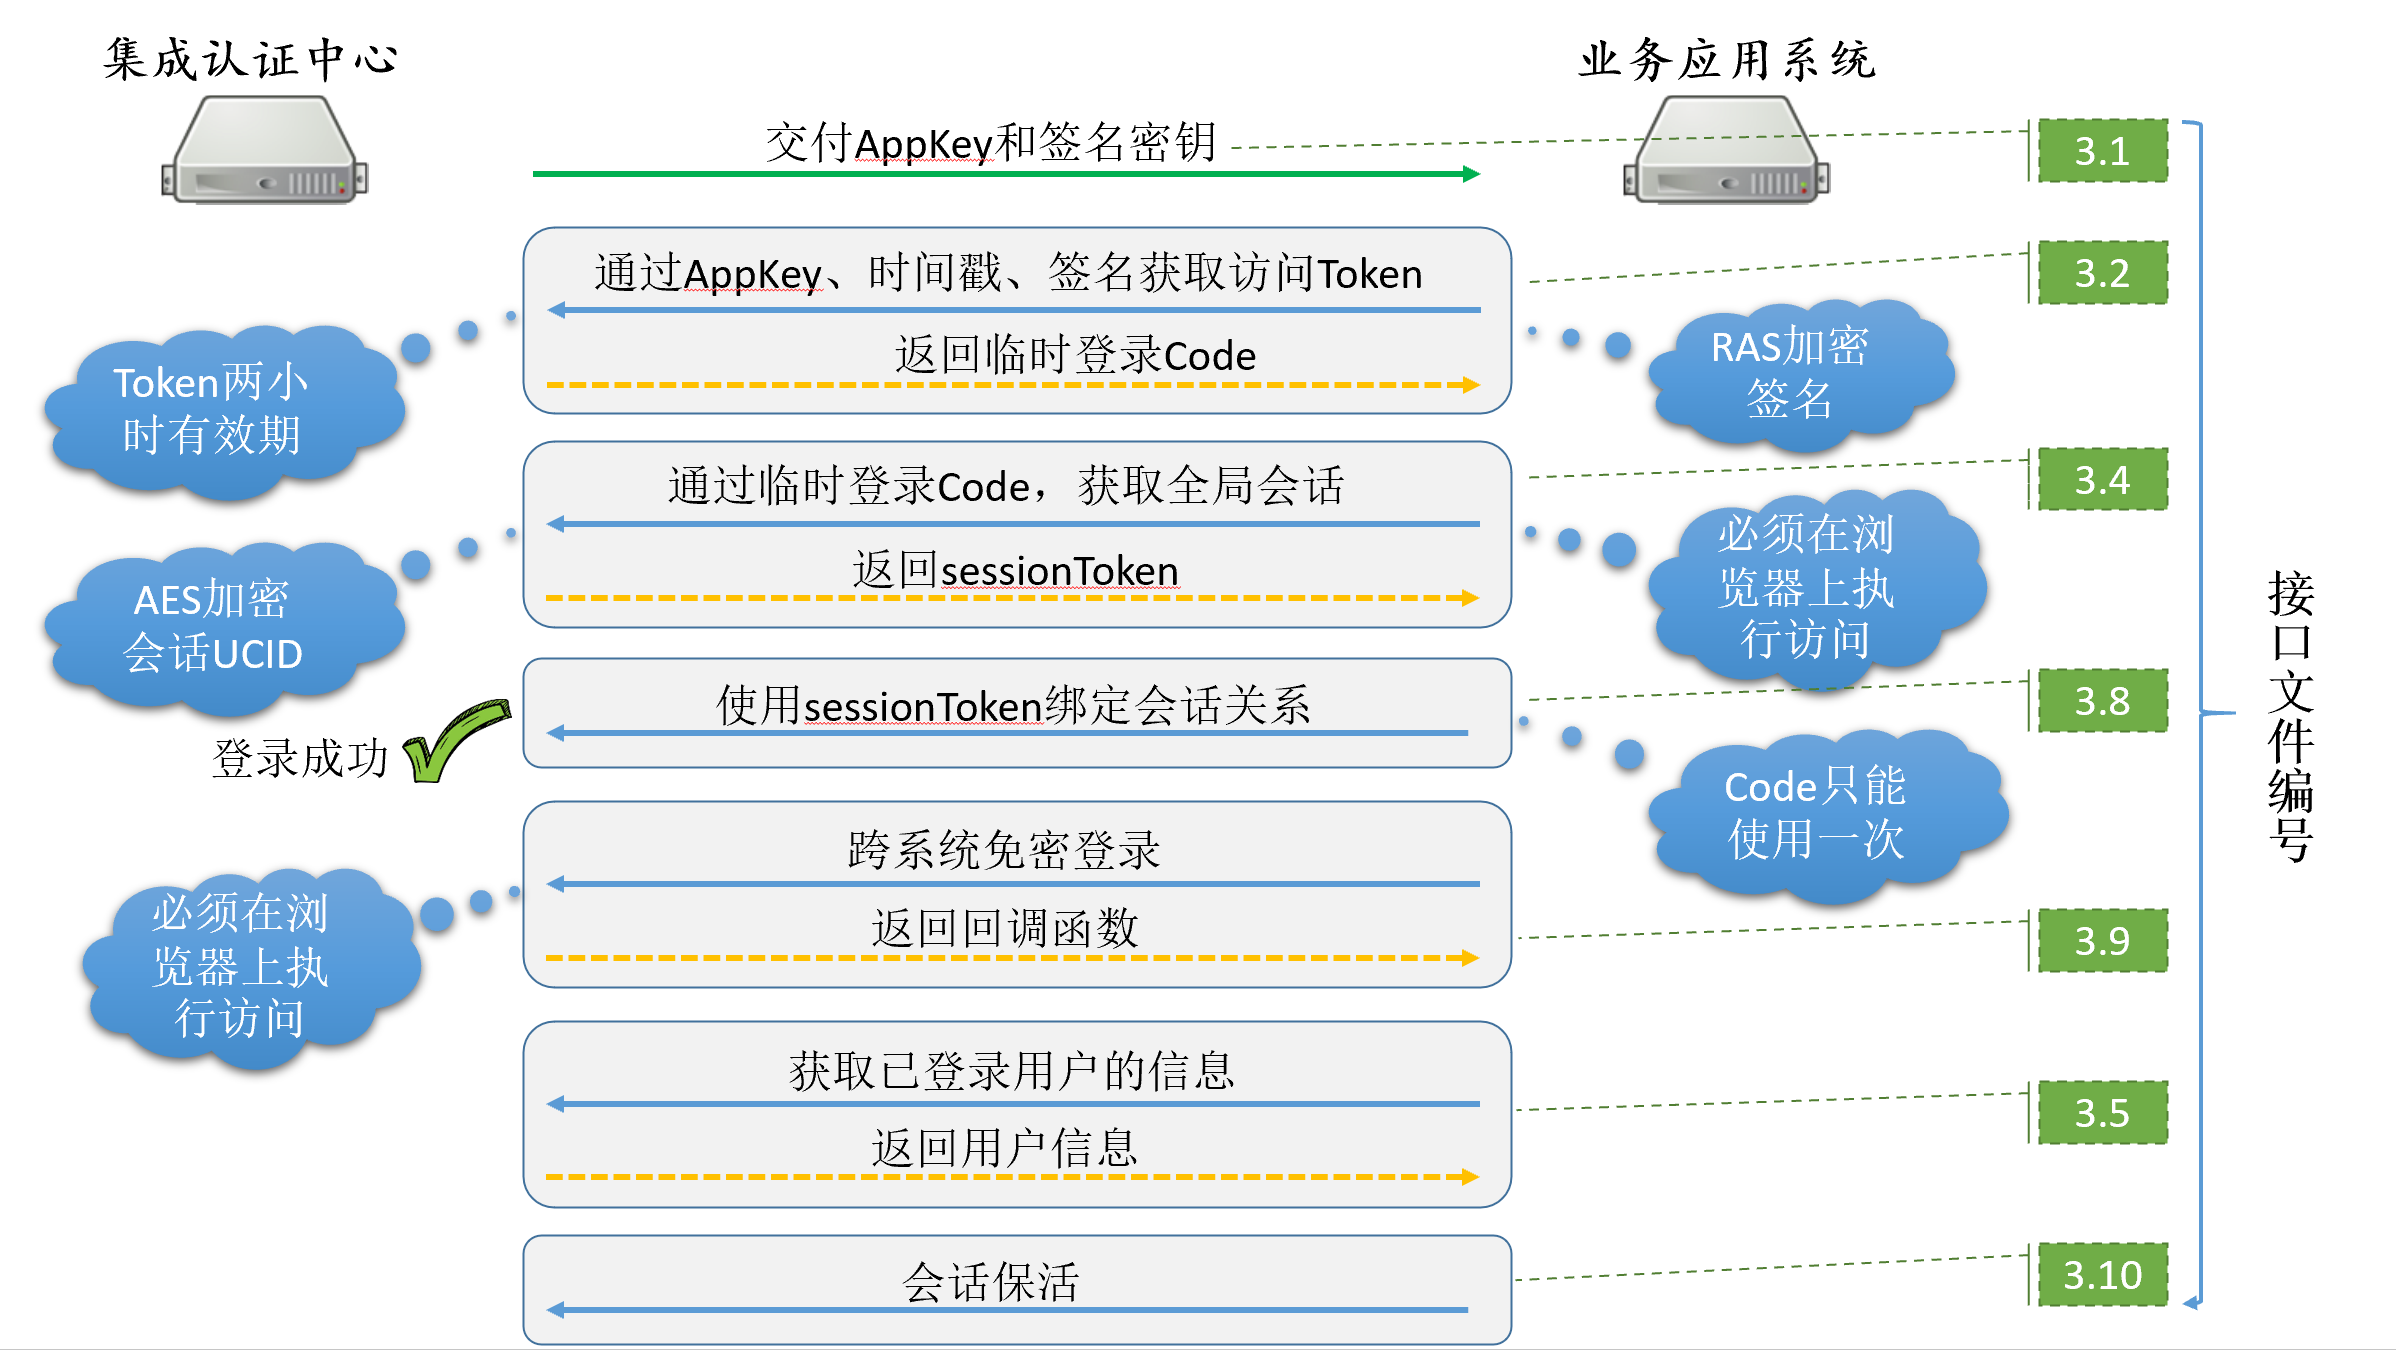 集成认证中心
业务应用系统
交付AppKey和签名密钥
3.1
通过AppKey、时间戳、签名获取访问Token
3.2
返回临时登录Code
Token两小
时有效期
RAS加密
签名
通过临时登录Code，获取全局会话
3.4
返回sessionToken
AES加密
会话UCID
必须在浏
览器上执
行访问
使用sessionToken绑定会话关系
3.8
登录成功
Code只能
使用一次
跨系统免密登录
返回回调函数
3.9
必须在浏
览器上执
行访问
获取已登录用户的信息
返回用户信息
3.5
会话保活
3.10
接口文件编号